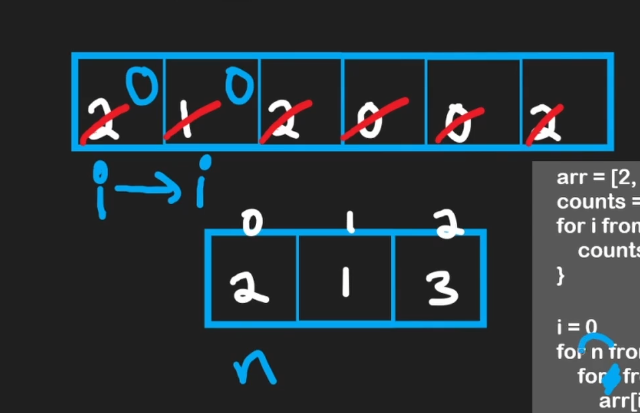 0 0
2 1 2 0 0 2
i → i
0 1 2
2 1 3
n
arr = [2,
counts =
for i from
counts
}
i = 0
for n from
for fr
arr[i